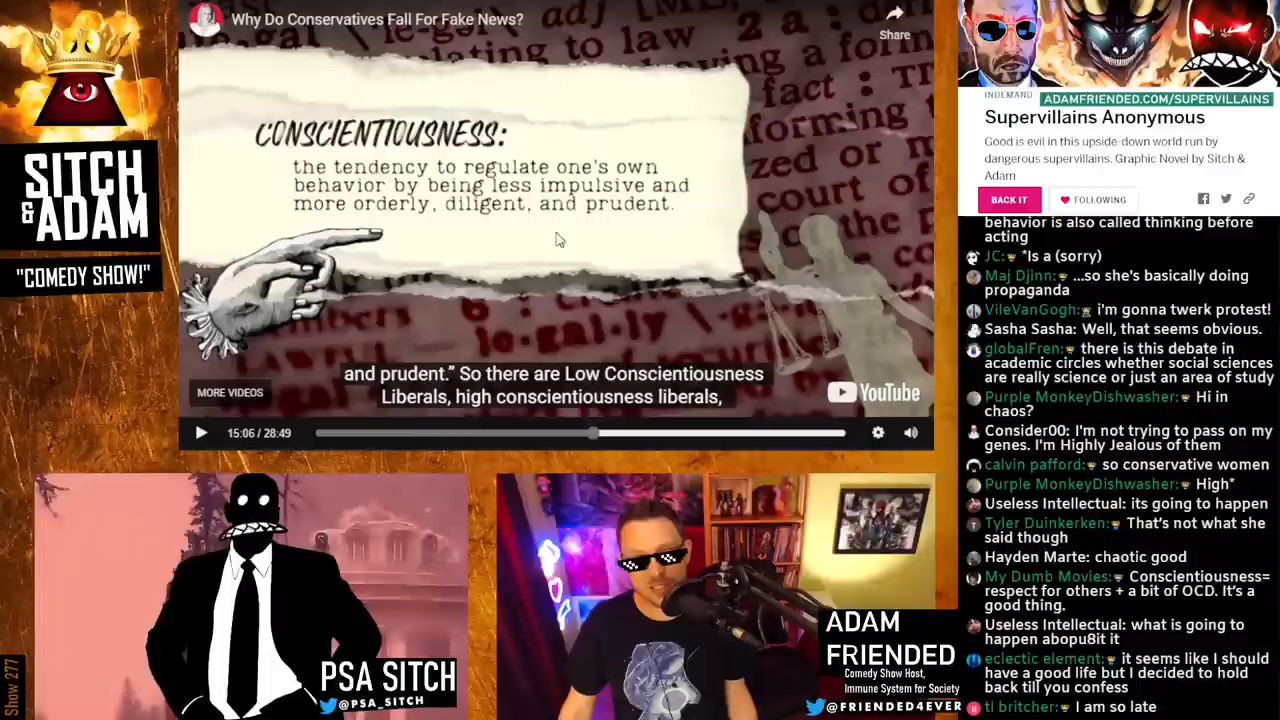 Why Do Conservatives Fall For Fake News?
Share
CONSCIENTIOUSNESS:
the tendency to regulate one's own
behavior by being less impulsive and
more orderly, diligent, and prudent.
and prudent." So there are Low Conscientiousness
Liberals, high conscientiousness liberals,
MORE VIDEOS
YouTube
15:06 / 28:49
SITCH
& ADAM
"COMEDY SHOW!"
Show 277
PSA SITCH
@PSA_SITCH
ADAM
FRIENDED
Comedy Show Host,
Immune System for Society
@FRIENDED4EVER
INDEMAND
ADAMFRIENDED.COM/SUPERVILLAINS
Supervillains Anonymous
Good is evil in this upside-down world run by
dangerous supervillains. Graphic Novel by Sitch &
Adam
BACK IT
FOLLOWING
behavior is also called thinking before
acting
JC: *Is a (sorry)
Maj Djinn: ...so she's basically doing
propaganda
VileVanGogh: i'm gonna twerk protest!
Sasha Sasha: Well, that seems obvious.
globalFren: there is this debate in
academic circles whether social sciences
are really science or just an area of study
Purple MonkeyDishwasher: Hi in
chaos?
Consider00: I'm not trying to pass on my
genes. I'm Highly Jealous of them
calvin pafford: so conservative women
Purple MonkeyDishwasher: High*
Useless Intellectual: its going to happen
Tyler Duinkerken: That's not what she
said though
Hayden Marte: chaotic good
My Dumb Movies: Conscientiousness=
respect for others + a bit of OCD. It's a
good thing.
Useless Intellectual: what is going to
happen abopu8it it
eclectic element: it seems like I should
have a good life but I decided to hold
back till you confess
tl britcher: I am so late